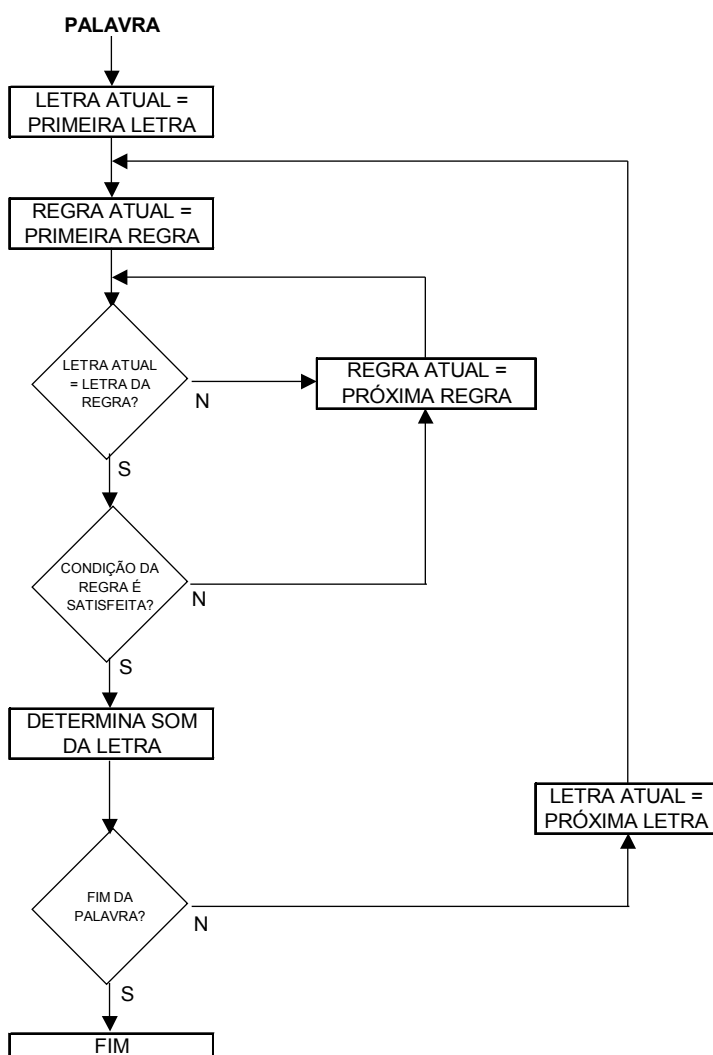 PALAVRA
LETRA ATUAL =
PRIMEIRA LETRA
REGRA ATUAL =
PRIMEIRA REGRA
LETRA ATUAL
= LETRA DA
REGRA?
N
REGRA ATUAL =
PRÓXIMA REGRA
S
CONDIÇÃO DA
REGRA É
SATISFEITA?
N
S
DETERMINA SOM
DA LETRA
LETRA ATUAL =
PRÓXIMA LETRA
FIM DA
PALAVRA?
N
S
FIM